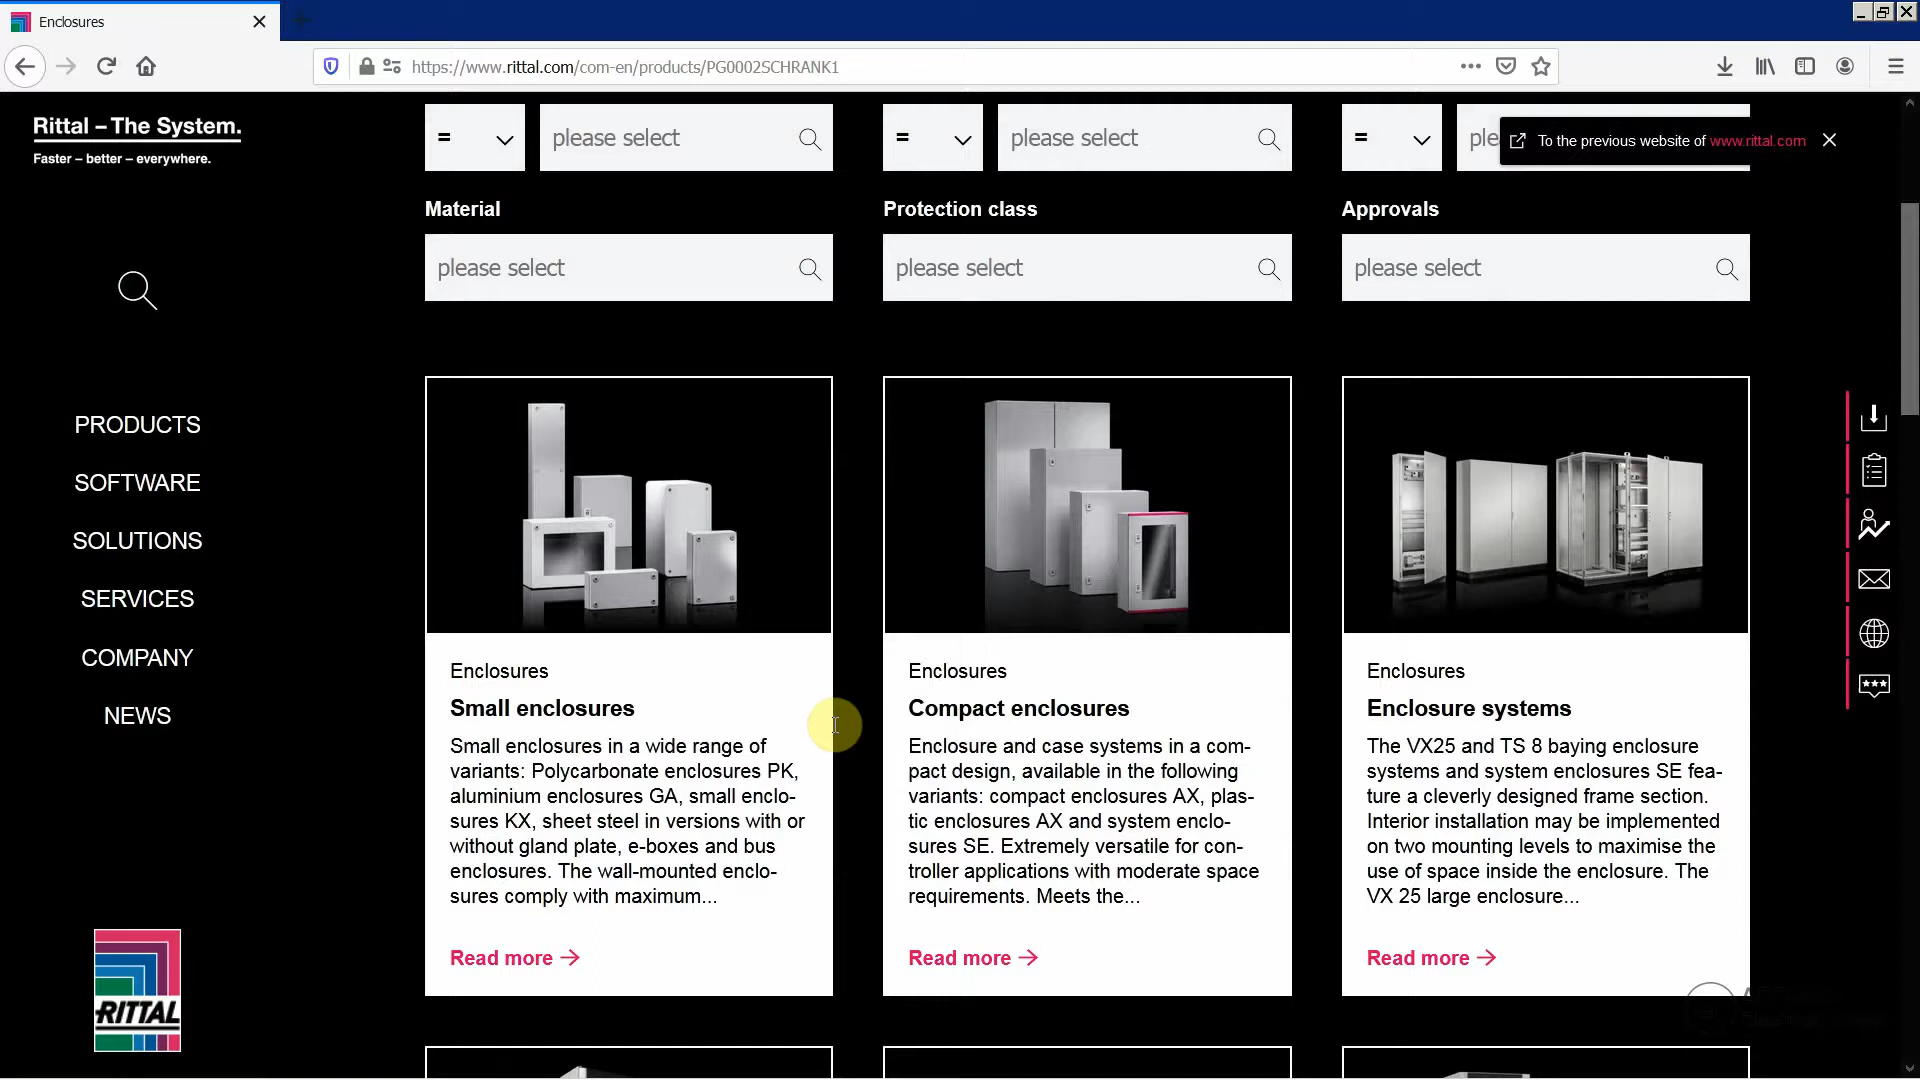 Enclosures
https://www.rittal.com/com-en/products/PG0002SCHRANK1
Rittal – The System.
Faster – better – everywhere.
= please select
= please select
= ple
To the previous website of www.rittal.com
Material
Protection class
Approvals
please select
please select
please select
PRODUCTS
SOFTWARE
SOLUTIONS
SERVICES
COMPANY
NEWS
RITTAL
Enclosures
Small enclosures
Small enclosures in a wide range of
variants: Polycarbonate enclosures PK,
aluminium enclosures GA, small enclo-
sures KX, sheet steel in versions with or
without gland plate, e-boxes and bus
enclosures. The wall-mounted enclo-
sures comply with maximum...
Read more
Enclosures
Compact enclosures
Enclosure and case systems in a com-
pact design, available in the following
variants: compact enclosures AX, plas-
tic enclosures AX and system enclo-
sures SE. Extremely versatile for con-
troller applications with moderate space
requirements. Meets the...
Read more
Enclosures
Enclosure systems
The VX25 and TS 8 baying enclosure
systems and system enclosures SE fea-
ture a cleverly designed frame section.
Interior installation may be implemented
on two mounting levels to maximise the
use of space inside the enclosure. The
VX 25 large enclosure...
Read more